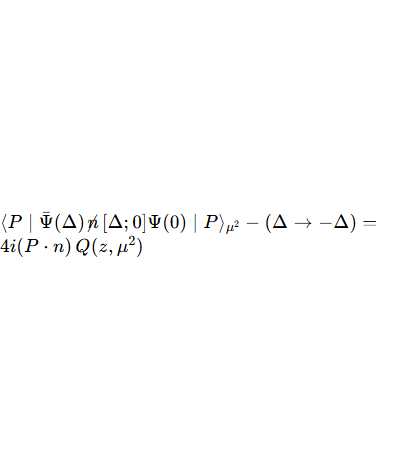 ⟨P | Ψ̄(Δ) n̸ [Δ; 0]Ψ(0) | P⟩_{μ²} − (Δ → −Δ) =
4i(P · n) Q(z, μ²)